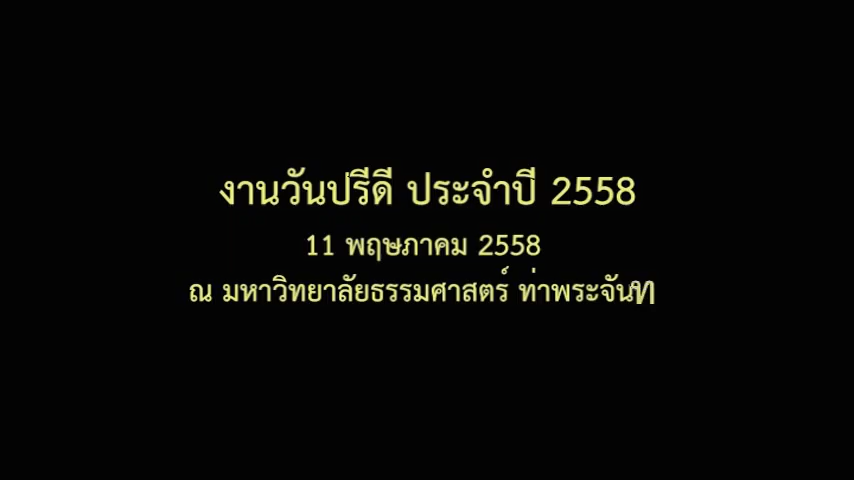 งานวันปรีดี ประจำปี 2558
11 พฤษภาคม 2558
ณ มหาวิทยาลัยธรรมศาสตร์ ท่าพระจันท